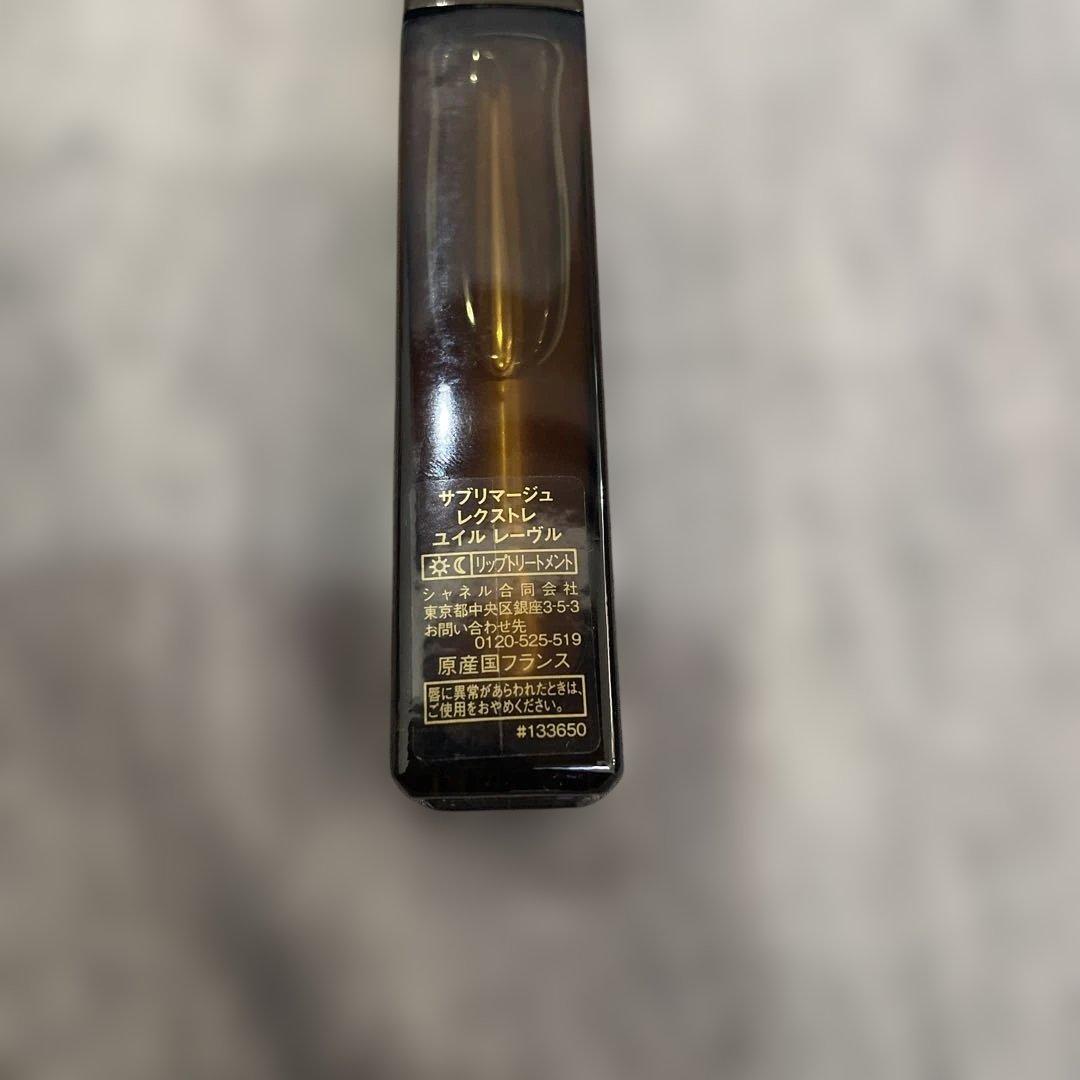 サブリマージュ
レクストレ
ユイル レーヴル
リップトリートメント
シャネル合同会社
東京都中央区銀座3-5-3
お問い合わせ先
0120-525-519
原産国フランス
唇に異常があらわれたときは、
ご使用をおやめください。
#133650